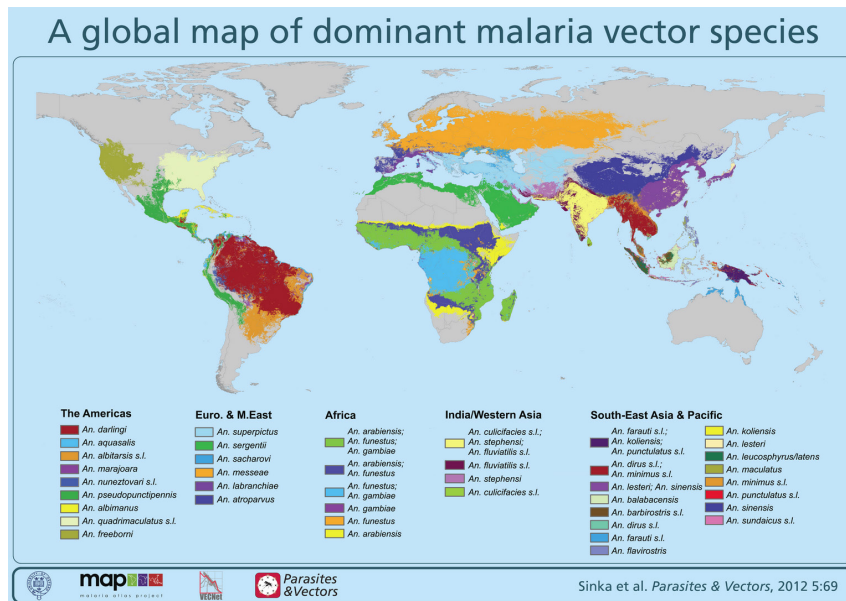 A global map of dominant malaria vector species
The Americas
An. darlingi
An. aquasalis
An. albitarsis s.l.
An. marajoara
An. nuneztovari s.l.
An. pseudopunctipennis
An. albimanus
An. quadrimaculatus s.l.
An. freeborni
Euro. & M.East
An. superpictus
An. sergentii
An. sacharovi
An. messeae
An. labranchiae
An. atroparvus
Africa
An. arabiensis;
An. funestus;
An. gambiae
An. arabiensis;
An. funestus
An. funestus;
An. gambiae
An. gambiae
An. funestus
An. arabiensis
India/Western Asia
An. culicifacies s.l.;
An. stephensi;
An. fluviatilis s.l.
An. fluviatilis s.l.
An. stephensi
An. culicifacies s.l.
South-East Asia & Pacific
An. farauti s.l.;
An. koliensis;
An. punctulatus s.l.
An. dirus s.l.;
An. minimus s.l.
An. lesteri; An. sinensis
An. balabacensis
An. barbirostris s.l.
An. dirus s.l.
An. farauti s.l.
An. flavirostris
An. koliensis
An. lesteri
An. leucosphyrus/latens
An. maculatus
An. minimus s.l.
An. punctulatus s.l.
An. sinensis
An. sundaicus s.l.
map
malaria atlas project
VECNet
Parasites
&Vectors
Sinka et al. Parasites & Vectors, 2012 5:69